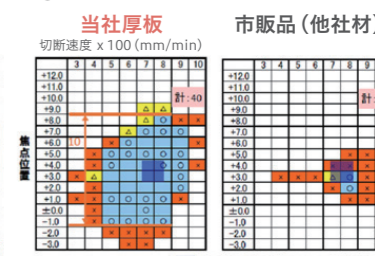 当社厚板
切断速度 x 100 (mm/min)
3 4 5 6 7 8 9 10
焦点位置
+12.0
+11.0
+10.0 計:40
+9.0 △ △
+8.0 △ ○ × ×
+7.0 △ ○ ○ ○
+6.0 10 × ○
+5.0 ×
+4.0 ×
+3.0 × △
+2.0 ×
+1.0 ×
±0.0
-1.0
-2.0
-3.0
市販品 (他社材)
3 4 5 6 7 8 9
+12.0
+11.0
+10.0 計:
+9.0
+8.0
+7.0
+6.0
+5.0 × ×
+4.0 × × ×
+3.0 × × × △ ○ ×
+2.0 × ○ ×
+1.0 × ×
±0.0
-1.0
-2.0
-3.0